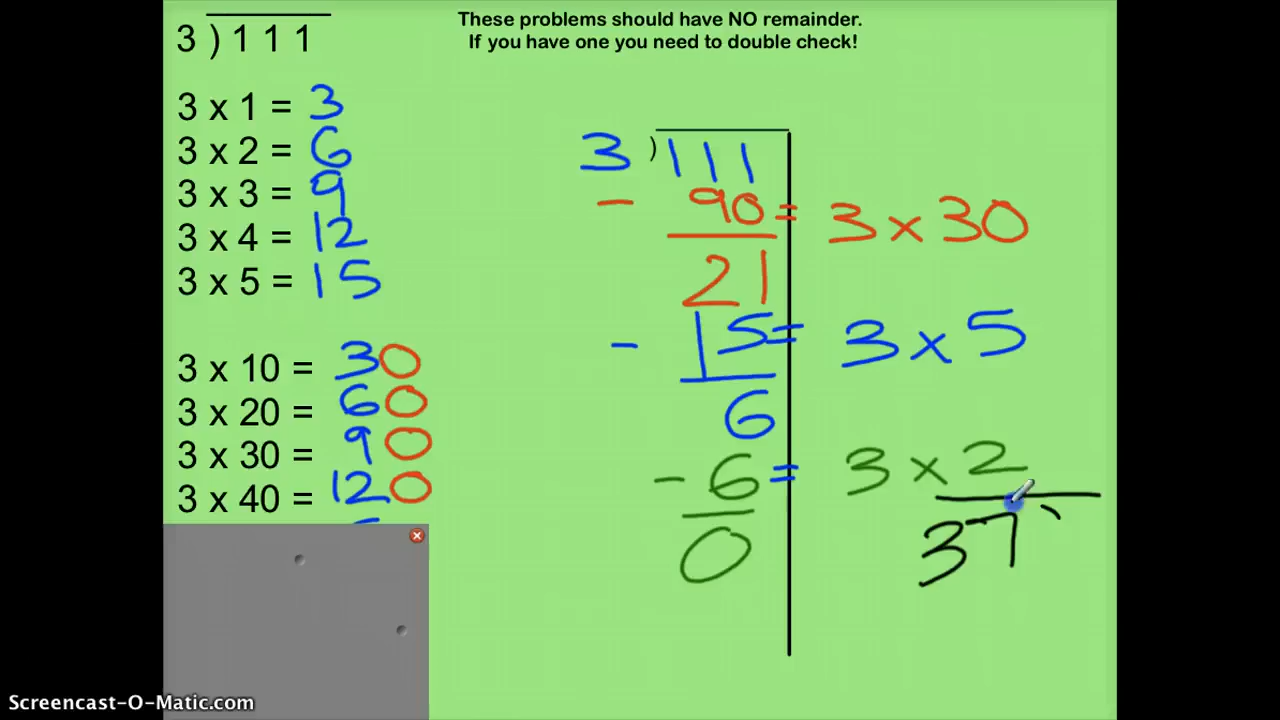 These problems should have NO remainder.
If you have one you need to double check!
3 ) 1 1 1
3 x 1 = 3
3 x 2 = 6
3 x 3 = 9
3 x 4 = 12
3 x 5 = 15
3 x 10 = 30
3 x 20 = 60
3 x 30 = 90
3 x 40 = 120
3 ) 111
- 90 = 3 x 30
21
- 15 = 3 x 5
6
- 6 = 3 x 2
0
37
Screencast-O-Matic.com